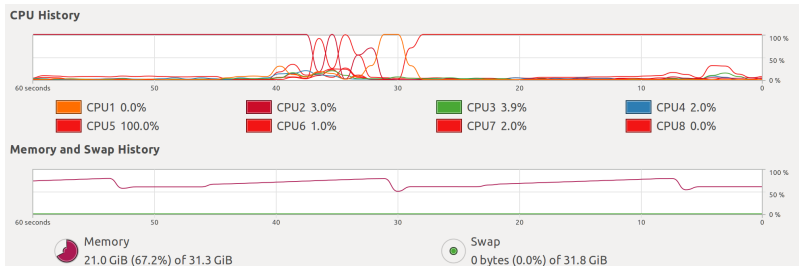 CPU History
100 %
50 %
0 %
60 seconds 50 40 30 20 10 0
CPU1 0.0% CPU2 3.0% CPU3 3.9% CPU4 2.0%
CPU5 100.0% CPU6 1.0% CPU7 2.0% CPU8 0.0%
Memory and Swap History
100 %
50 %
0 %
60 seconds 50 40 30 20 10 0
Memory
21.0 GiB (67.2%) of 31.3 GiB
Swap
0 bytes (0.0%) of 31.8 GiB